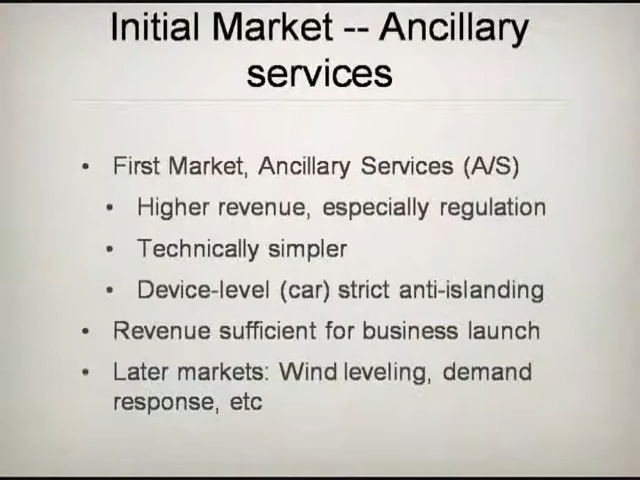 Initial Market -- Ancillary
services
• First Market, Ancillary Services (A/S)
• Higher revenue, especially regulation
• Technically simpler
• Device-level (car) strict anti-islanding
• Revenue sufficient for business launch
• Later markets: Wind leveling, demand
response, etc